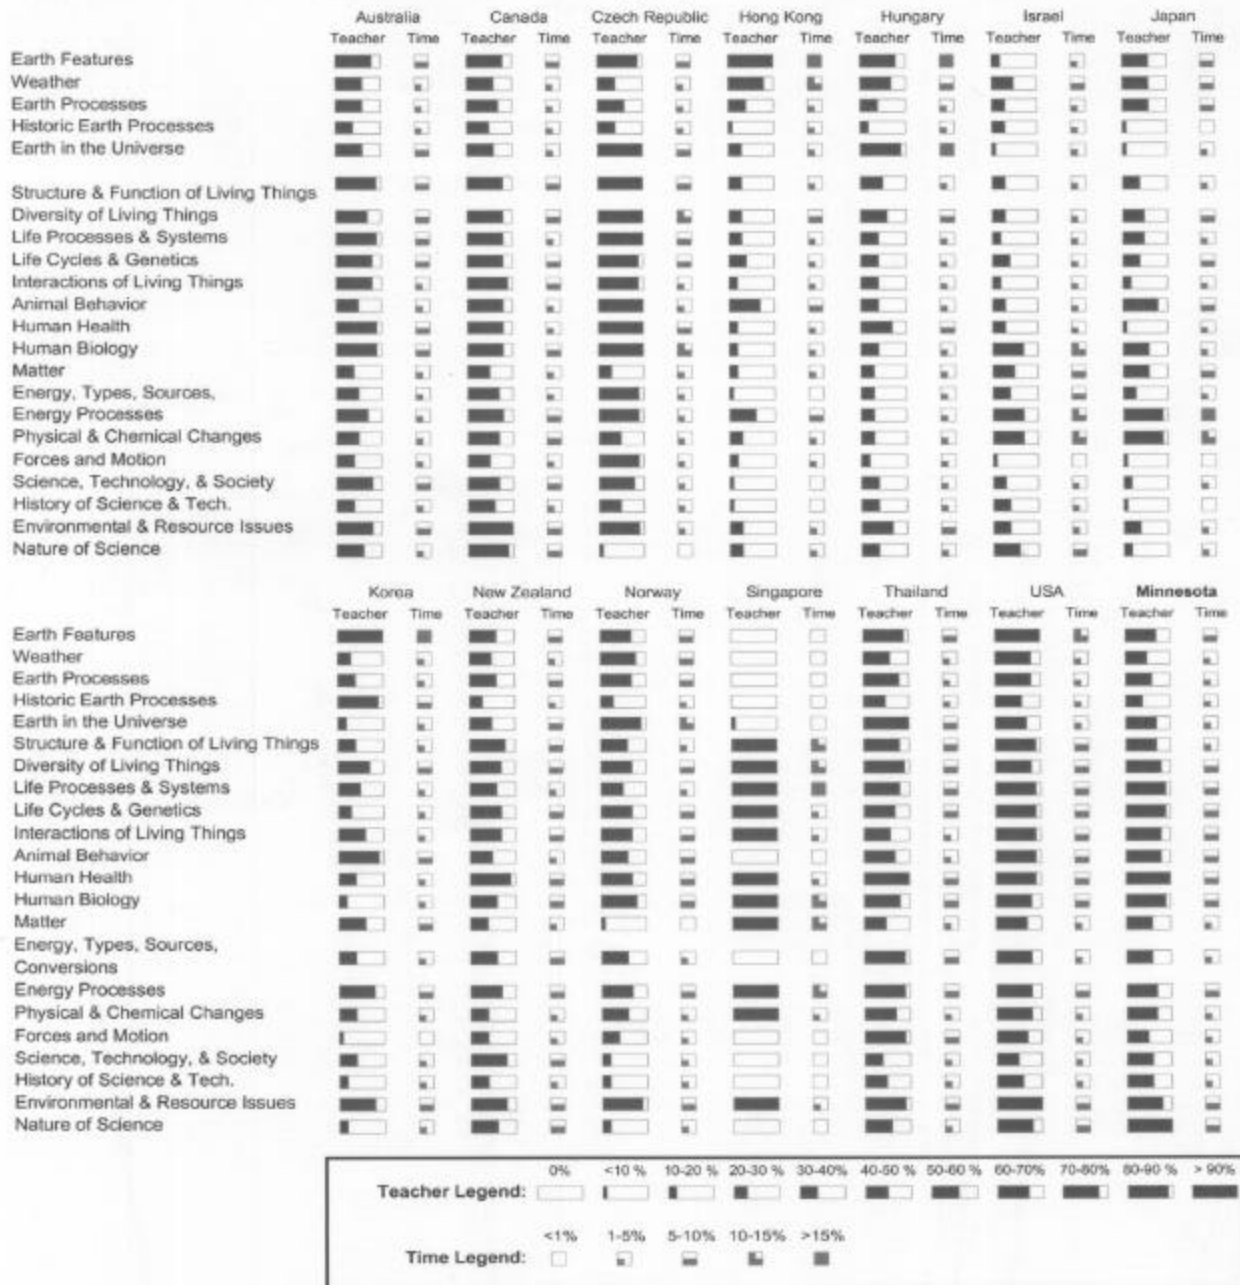 Australia Canada Czech Republic Hong Kong Hungary Israel Japan
Teacher Time Teacher Time Teacher Time Teacher Time Teacher Time Teacher Time Teacher Time
Earth Features
Weather
Earth Processes
Historic Earth Processes
Earth in the Universe
Structure & Function of Living Things
Diversity of Living Things
Life Processes & Systems
Life Cycles & Genetics
Interactions of Living Things
Animal Behavior
Human Health
Human Biology
Matter
Energy, Types, Sources,
Energy Processes
Physical & Chemical Changes
Forces and Motion
Science, Technology, & Society
History of Science & Tech.
Environmental & Resource Issues
Nature of Science
Korea New Zealand Norway Singapore Thailand USA Minnesota
Teacher Time Teacher Time Teacher Time Teacher Time Teacher Time Teacher Time Teacher Time
Earth Features
Weather
Earth Processes
Historic Earth Processes
Earth in the Universe
Structure & Function of Living Things
Diversity of Living Things
Life Processes & Systems
Life Cycles & Genetics
Interactions of Living Things
Animal Behavior
Human Health
Human Biology
Matter
Energy, Types, Sources,
Conversions
Energy Processes
Physical & Chemical Changes
Forces and Motion
Science, Technology, & Society
History of Science & Tech.
Environmental & Resource Issues
Nature of Science
0% <10 % 10-20 % 20-30 % 30-40% 40-50 % 50-60 % 60-70% 70-80% 80-90 % > 90%
Teacher Legend:
<1% 1-5% 5-10% 10-15% >15%
Time Legend: